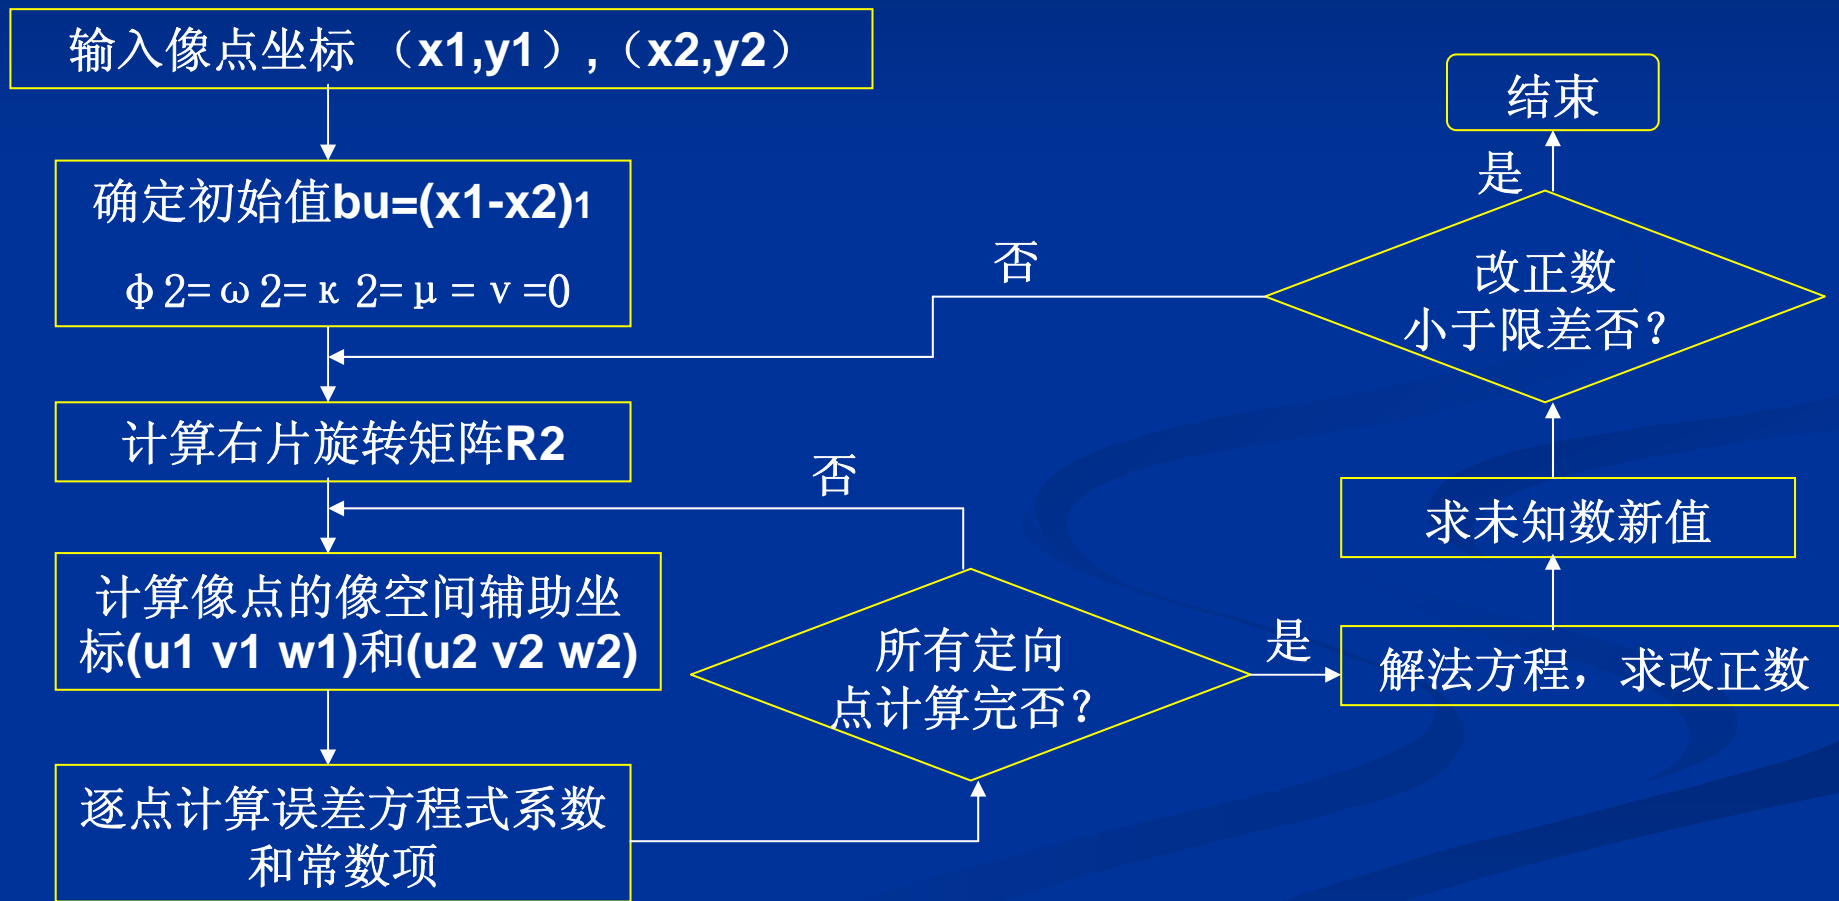 输入像点坐标 （x1,y1）,（x2,y2）
确定初始值bu=(x1-x2)1
φ2=ω2=κ 2=μ=ν=0
计算右片旋转矩阵R2
计算像点的像空间辅助坐
标(u1 v1 w1)和(u2 v2 w2)
逐点计算误差方程式系数
和常数项
否
所有定向
点计算完否？
是
解法方程，求改正数
求未知数新值
改正数
小于限差否？
否
是
结束